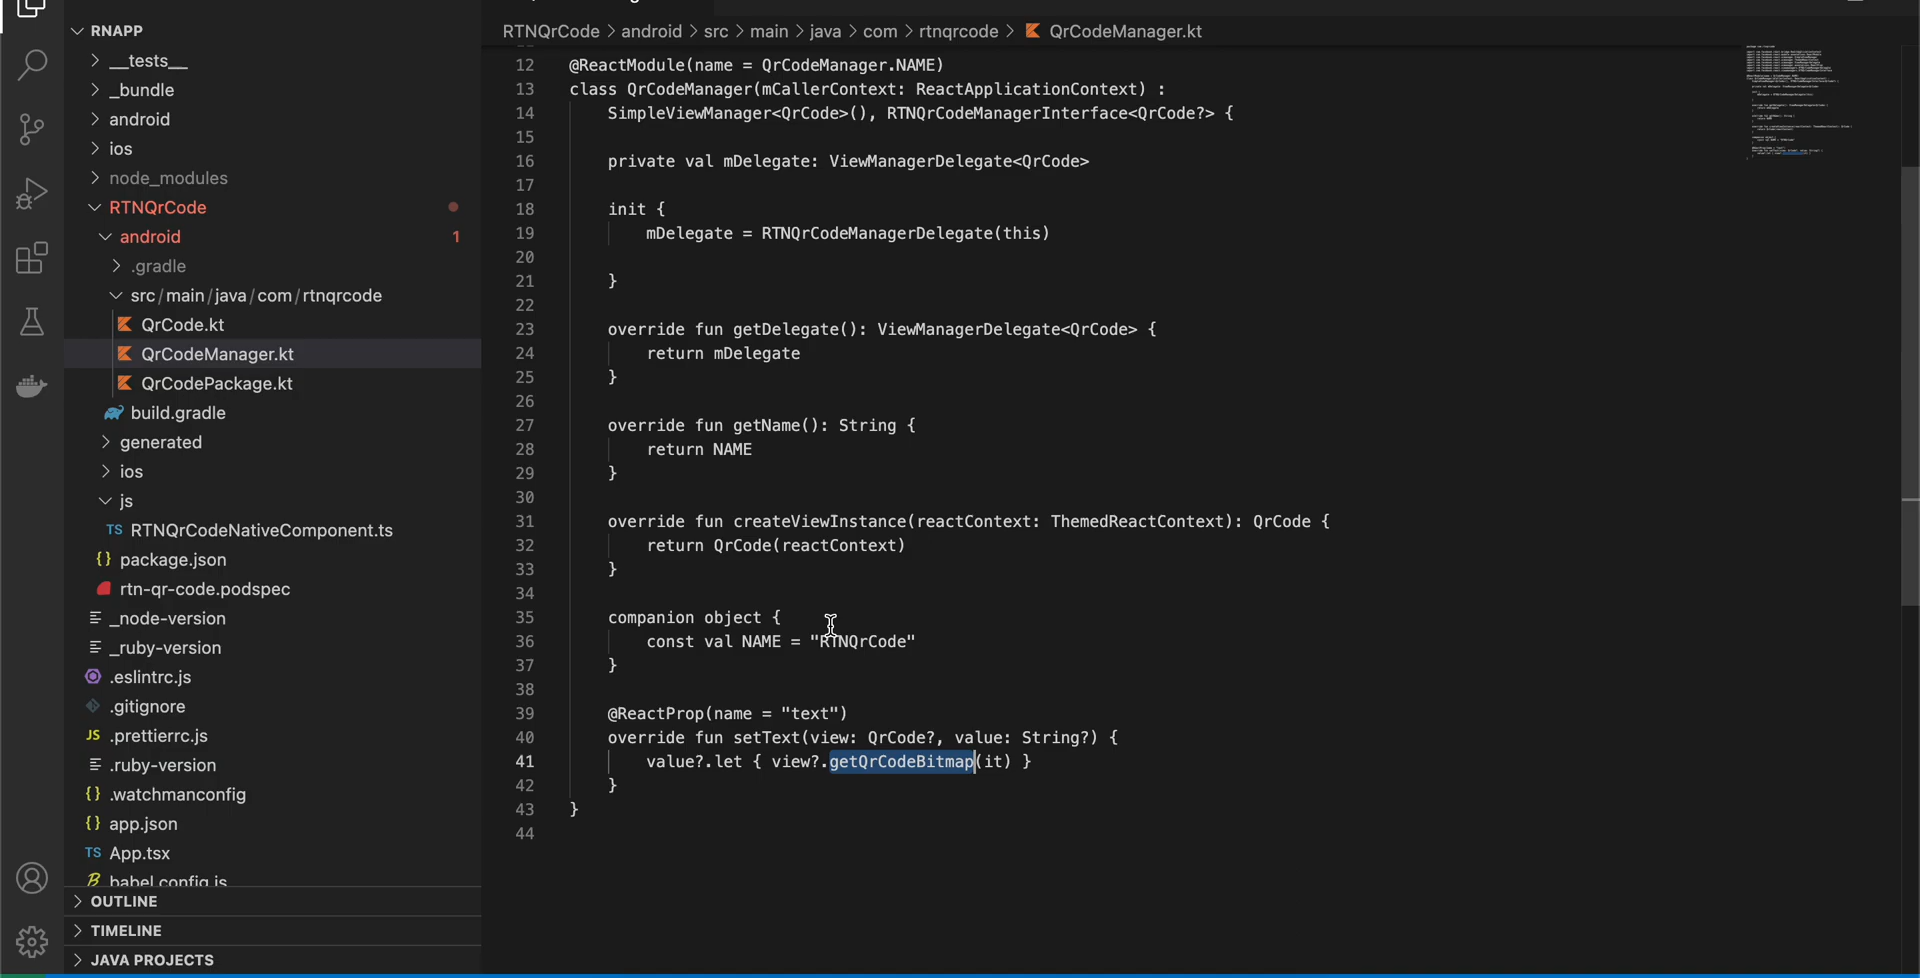 RNAPP
__tests__
_bundle
android
ios
node_modules
RTNQrCode
android 1
.gradle
src/main/java/com/rtnqrcode
QrCode.kt
QrCodeManager.kt
QrCodePackage.kt
build.gradle
generated
ios
js
TS RTNQrCodeNativeComponent.ts
{} package.json
rtn-qr-code.podspec
_node-version
_ruby-version
.eslintrc.js
.gitignore
JS .prettierrc.js
.ruby-version
{} .watchmanconfig
{} app.json
TS App.tsx
babel.config.js
OUTLINE
TIMELINE
JAVA PROJECTS
RTNQrCode > android > src > main > java > com > rtnqrcode > QrCodeManager.kt
12 @ReactModule(name = QrCodeManager.NAME)
13 class QrCodeManager(mCallerContext: ReactApplicationContext) :
14 SimpleViewManager<QrCode>(), RTNQrCodeManagerInterface<QrCode?> {
15
16 private val mDelegate: ViewManagerDelegate<QrCode>
17
18 init {
19 mDelegate = RTNQrCodeManagerDelegate(this)
20
21 }
22
23 override fun getDelegate(): ViewManagerDelegate<QrCode> {
24 return mDelegate
25 }
26
27 override fun getName(): String {
28 return NAME
29 }
30
31 override fun createViewInstance(reactContext: ThemedReactContext): QrCode {
32 return QrCode(reactContext)
33 }
34
35 companion object {
36 const val NAME = "RTNQrCode"
37 }
38
39 @ReactProp(name = "text")
40 override fun setText(view: QrCode?, value: String?) {
41 value?.let { view?.getQrCodeBitmap(it) }
42 }
43 }
44